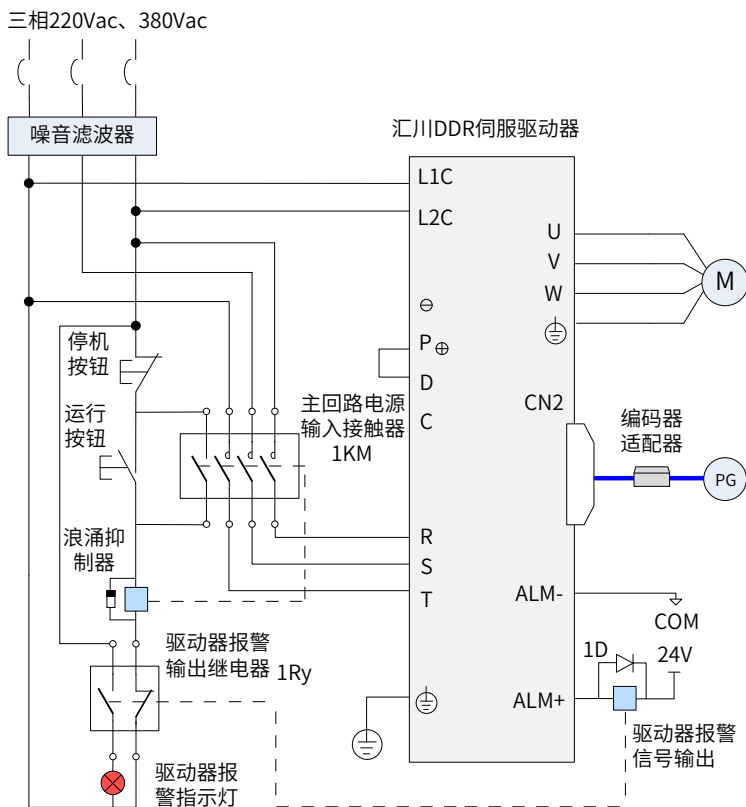 三相220Vac、380Vac
噪音滤波器
汇川DDR伺服驱动器
L1C
L2C
U
V
W
M
⊖
P⊕
D
C
停机
按钮
主回路电源
输入接触器
1KM
CN2
编码器
适配器
PG
运行
按钮
R
S
T
浪涌抑
制器
ALM-
COM
驱动器报警
输出继电器
1Ry
1D
24V
ALM+
驱动器报警
信号输出
驱动器报
警指示灯